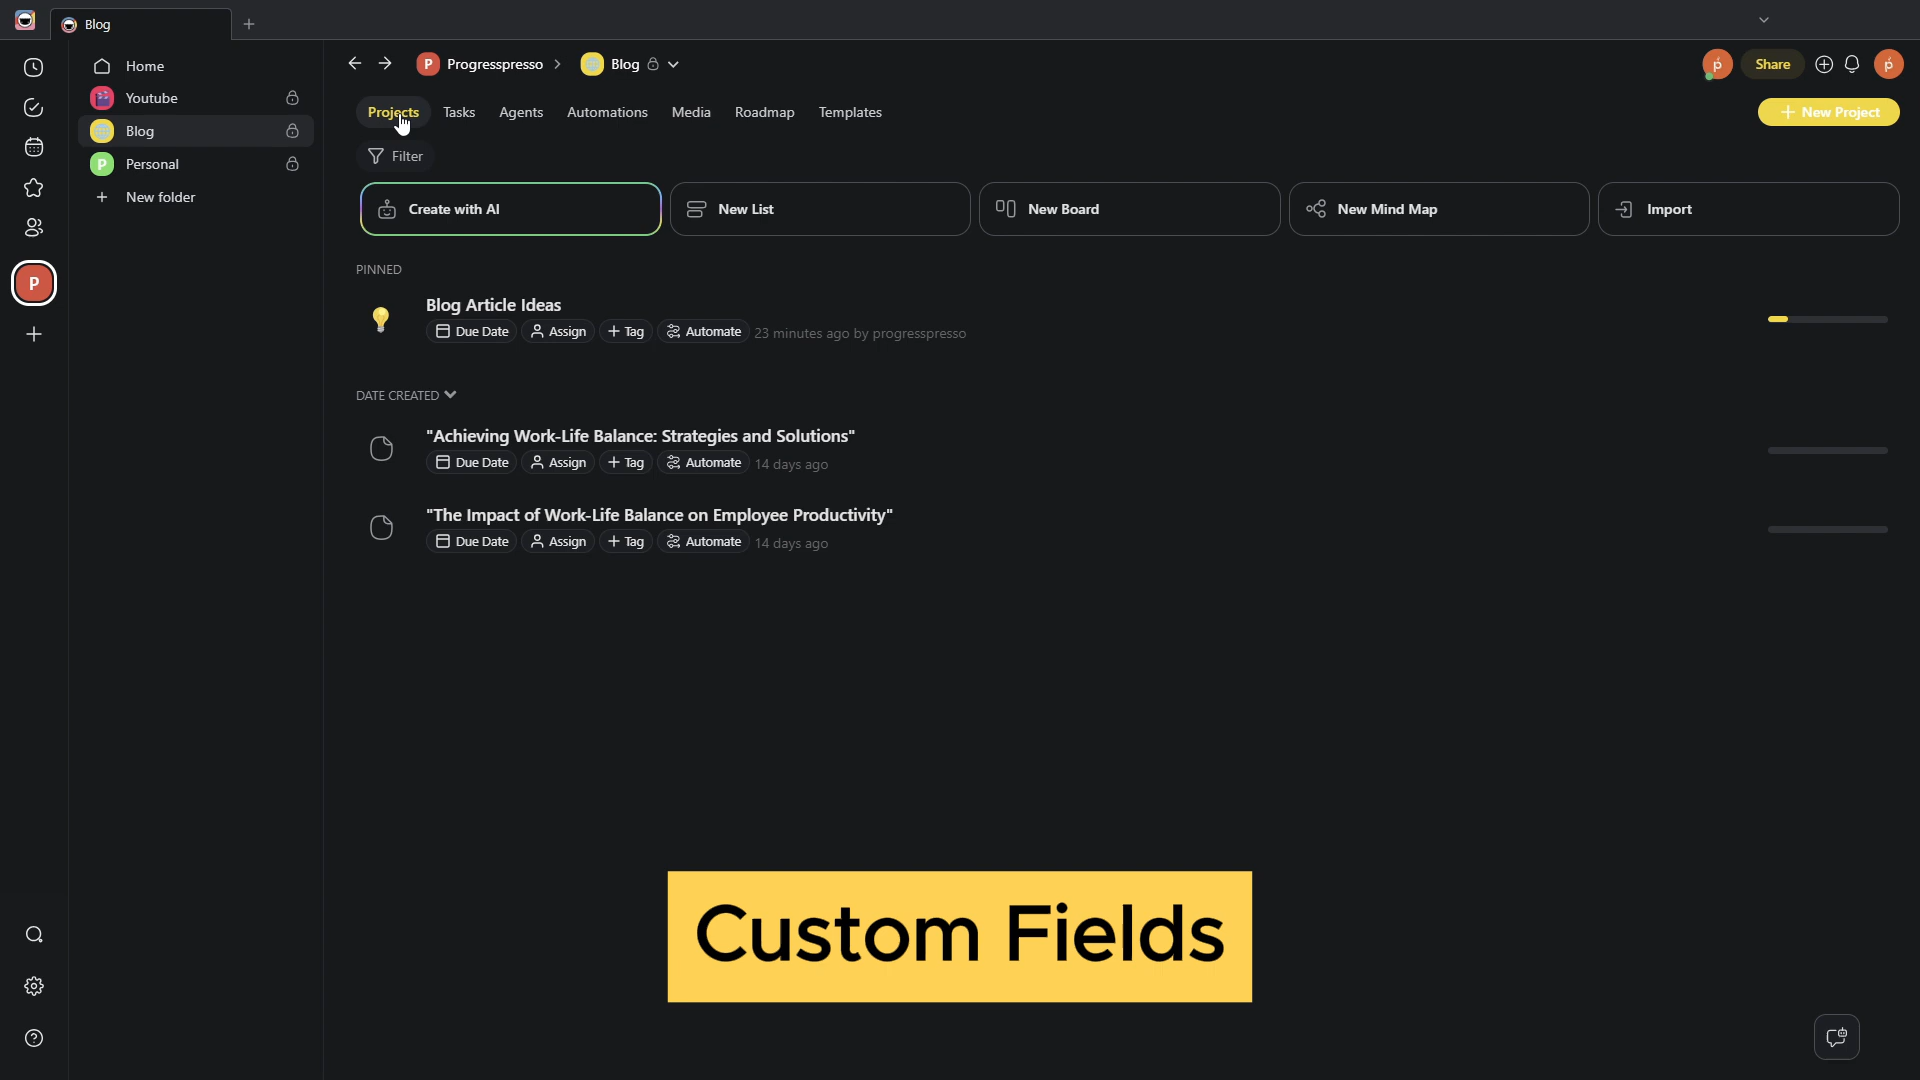 Blog
Home
Youtube
Blog
Personal
New folder
P
P
P Progresspresso > Blog
ṗ Share ṗ
Projects Tasks Agents Automations Media Roadmap Templates
New Project
Filter
Create with AI New List New Board New Mind Map Import
PINNED
Blog Article Ideas
Due Date Assign + Tag Automate 23 minutes ago by progresspresso
DATE CREATED
"Achieving Work-Life Balance: Strategies and Solutions"
Due Date Assign + Tag Automate 14 days ago
"The Impact of Work-Life Balance on Employee Productivity"
Due Date Assign + Tag Automate 14 days ago
Custom Fields